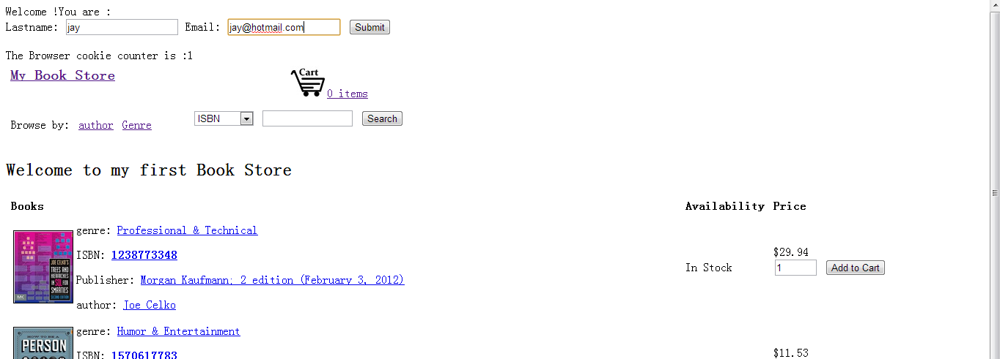 Welcome !You are :
Lastname: jay Email: jay@hotmail.com Submit
The Browser cookie counter is :1
My Book Store
Cart
0 items
Browse by: author Genre ISBN Search
Welcome to my first Book Store
Books Availability Price
genre: Professional & Technical
ISBN: 1238773348
Publisher: Morgan Kaufmann; 2 edition (February 3, 2012)
author: Joe Celko
JOE CELKO'S
TREES AND
HIERARCHIES
IN SQL FOR
SMARTIES
SECOND EDITION
MK
In Stock
$29.94
1 Add to Cart
genre: Humor & Entertainment
ISBN: 1570617783
HOW TO BE A
PERSON
$11.53